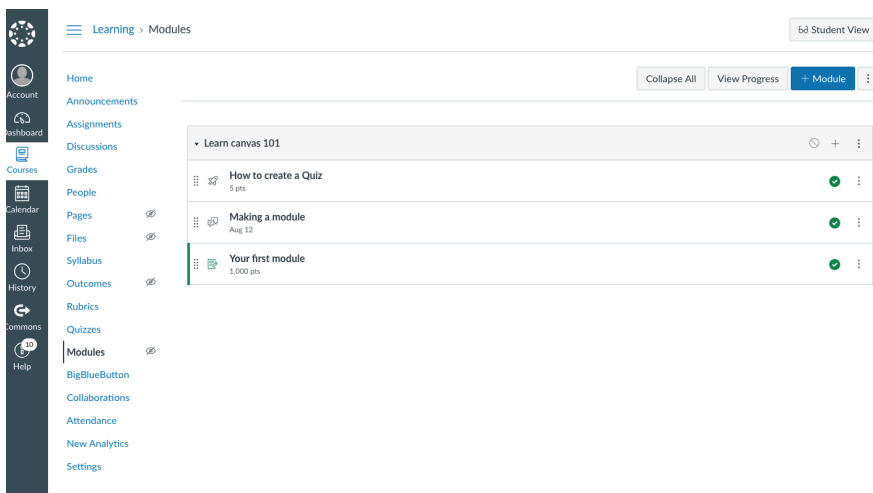 Learning > Modules
Student View
Account
Dashboard
Courses
Calendar
Inbox
History
Commons
10
Help
Home
Announcements
Assignments
Discussions
Grades
People
Pages
Files
Syllabus
Outcomes
Rubrics
Quizzes
Modules
BigBlueButton
Collaborations
Attendance
New Analytics
Settings
Collapse All
View Progress
+ Module
Learn canvas 101
How to create a Quiz
5 pts
Making a module
Aug 12
Your first module
1,000 pts